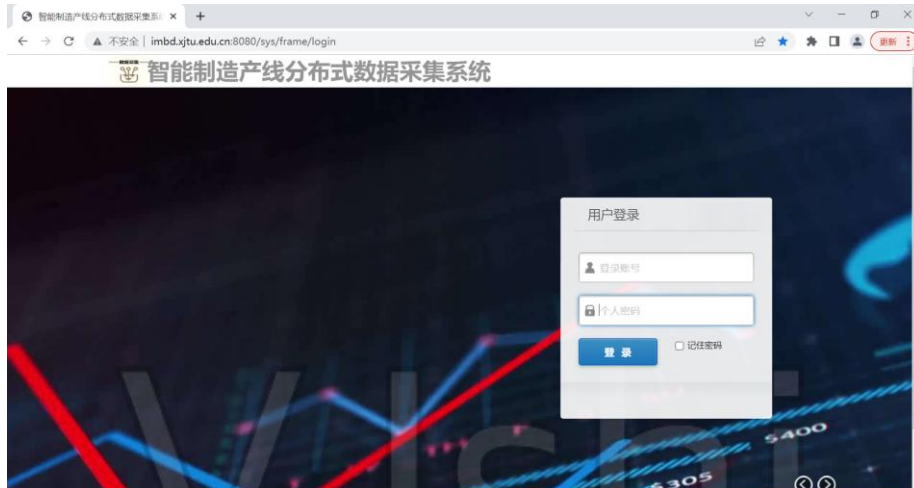 智能制造产线分布式数据采集系
不安全 | imbd.xjtu.edu.cn:8080/sys/frame/login
更新
智能制造产线分布式数据采集系统
用户登录
登录账号
个人密码
登 录
记住密码
5400
5305